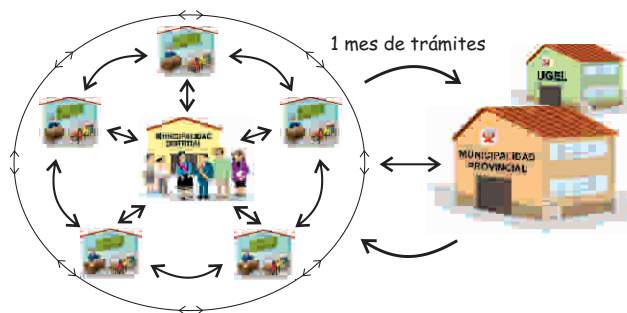 1 mes de trámites
UGEL
MUNICIPALIDAD
DISTRITAL
MUNICIPALIDAD
PROVINCIAL